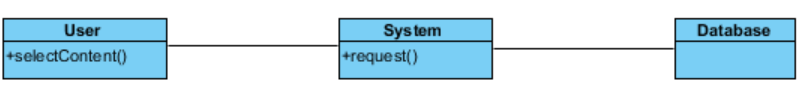 User
+selectContent()
System
+request()
Database